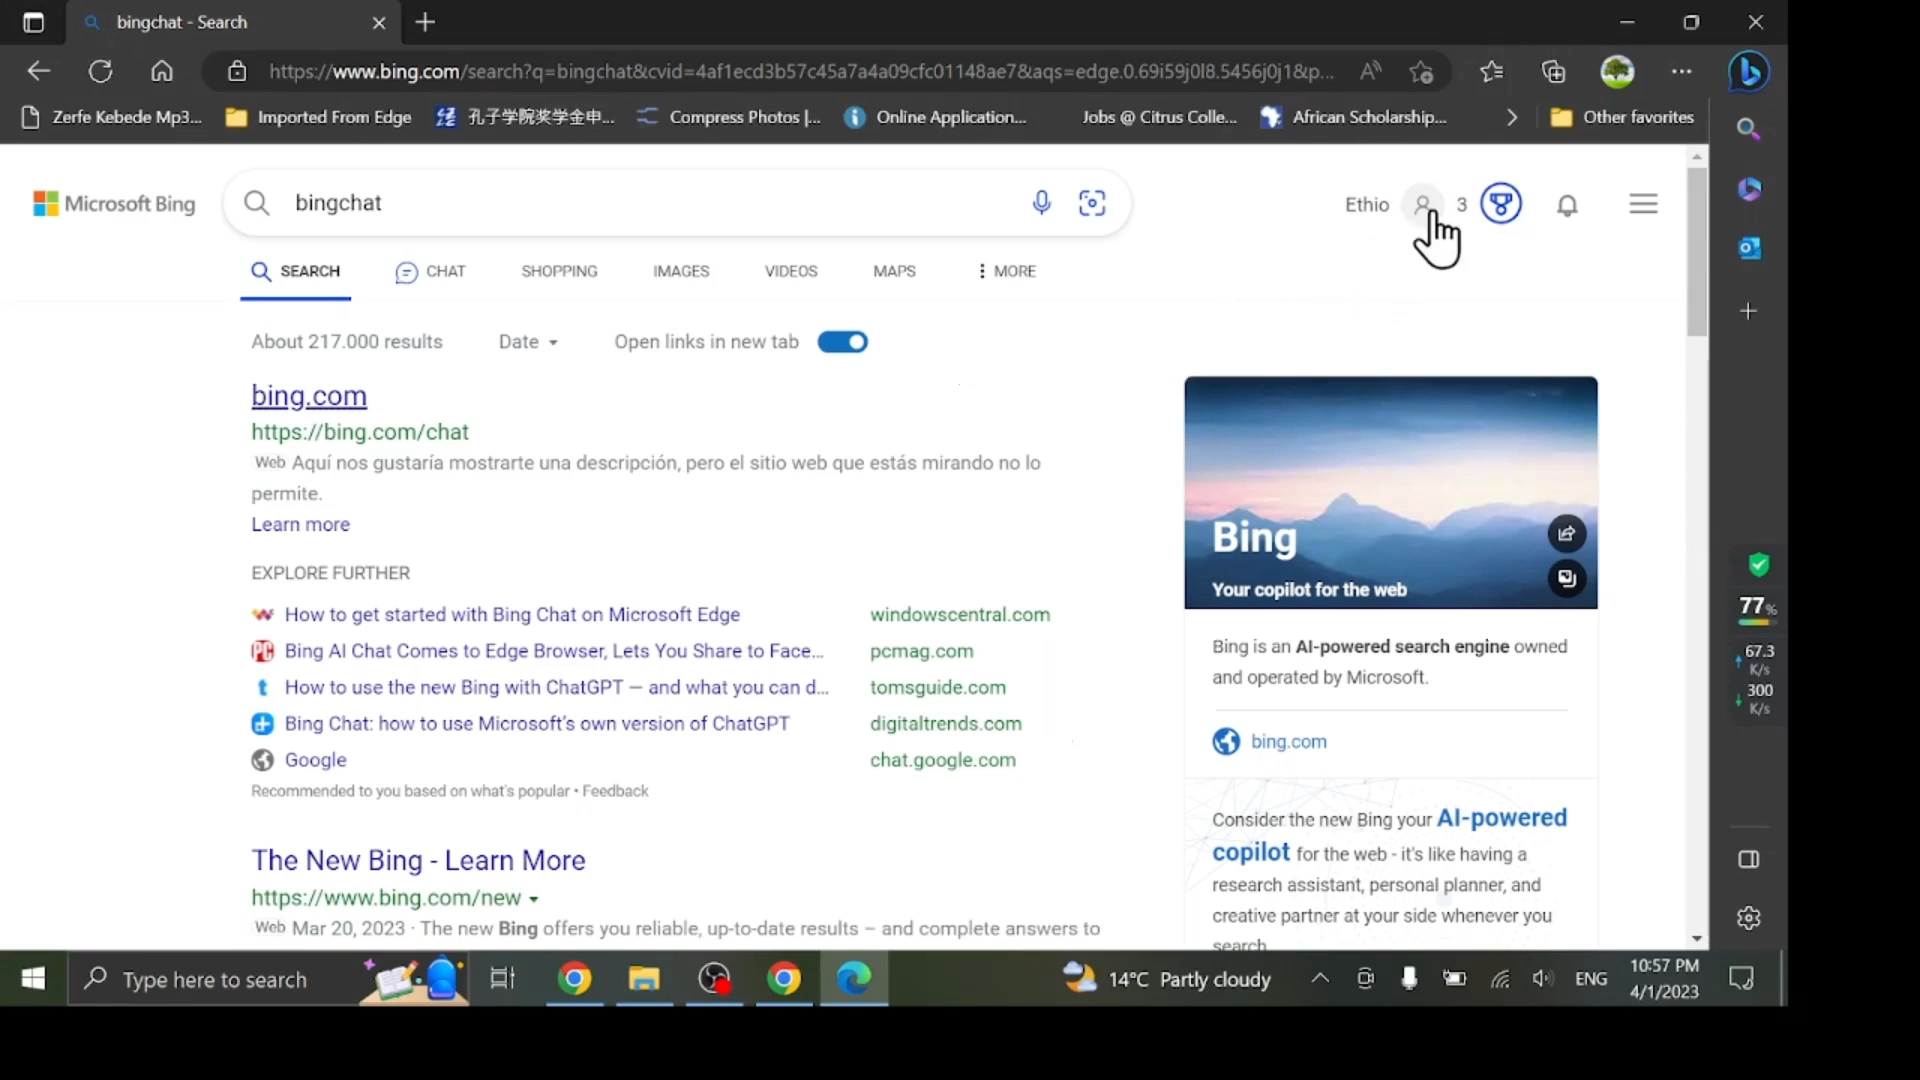 bingchat - Search
https://www.bing.com/search?q=bingchat&cvid=4af1ecd3b57c45a7a4a09cfc01148ae7&aqs=edge.0.69i59j0l8.5456j0j1&p...
Zerfe Kebede Mp3...
Imported From Edge
孔子学院奖学金申...
Compress Photos |...
Online Application...
Jobs @ Citrus Colle...
African Scholarship...
Other favorites
Microsoft Bing
bingchat
Ethio
3
SEARCH
CHAT
SHOPPING
IMAGES
VIDEOS
MAPS
MORE
About 217.000 results
Date
Open links in new tab
bing.com
https://bing.com/chat
Web Aquí nos gustaría mostrarte una descripción, pero el sitio web que estás mirando no lo
permite.
Learn more
EXPLORE FURTHER
How to get started with Bing Chat on Microsoft Edge windowscentral.com
Bing AI Chat Comes to Edge Browser, Lets You Share to Face... pcmag.com
How to use the new Bing with ChatGPT — and what you can d... tomsguide.com
Bing Chat: how to use Microsoft's own version of ChatGPT digitaltrends.com
Google chat.google.com
Recommended to you based on what's popular • Feedback
The New Bing - Learn More
https://www.bing.com/new
Web Mar 20, 2023 · The new Bing offers you reliable, up-to-date results – and complete answers to
Bing
Your copilot for the web
Bing is an AI-powered search engine owned
and operated by Microsoft.
bing.com
Consider the new Bing your AI-powered
copilot for the web - it's like having a
research assistant, personal planner, and
creative partner at your side whenever you
search
77%
67.3
K/s
300
K/s
Type here to search
14°C Partly cloudy
ENG
10:57 PM
4/1/2023